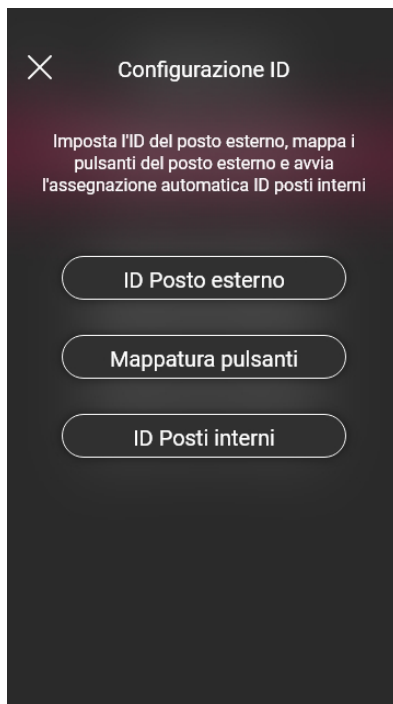 Configurazione ID
Imposta l'ID del posto esterno, mappa i
pulsanti del posto esterno e avvia
l'assegnazione automatica ID posti interni
ID Posto esterno
Mappatura pulsanti
ID Posti interni